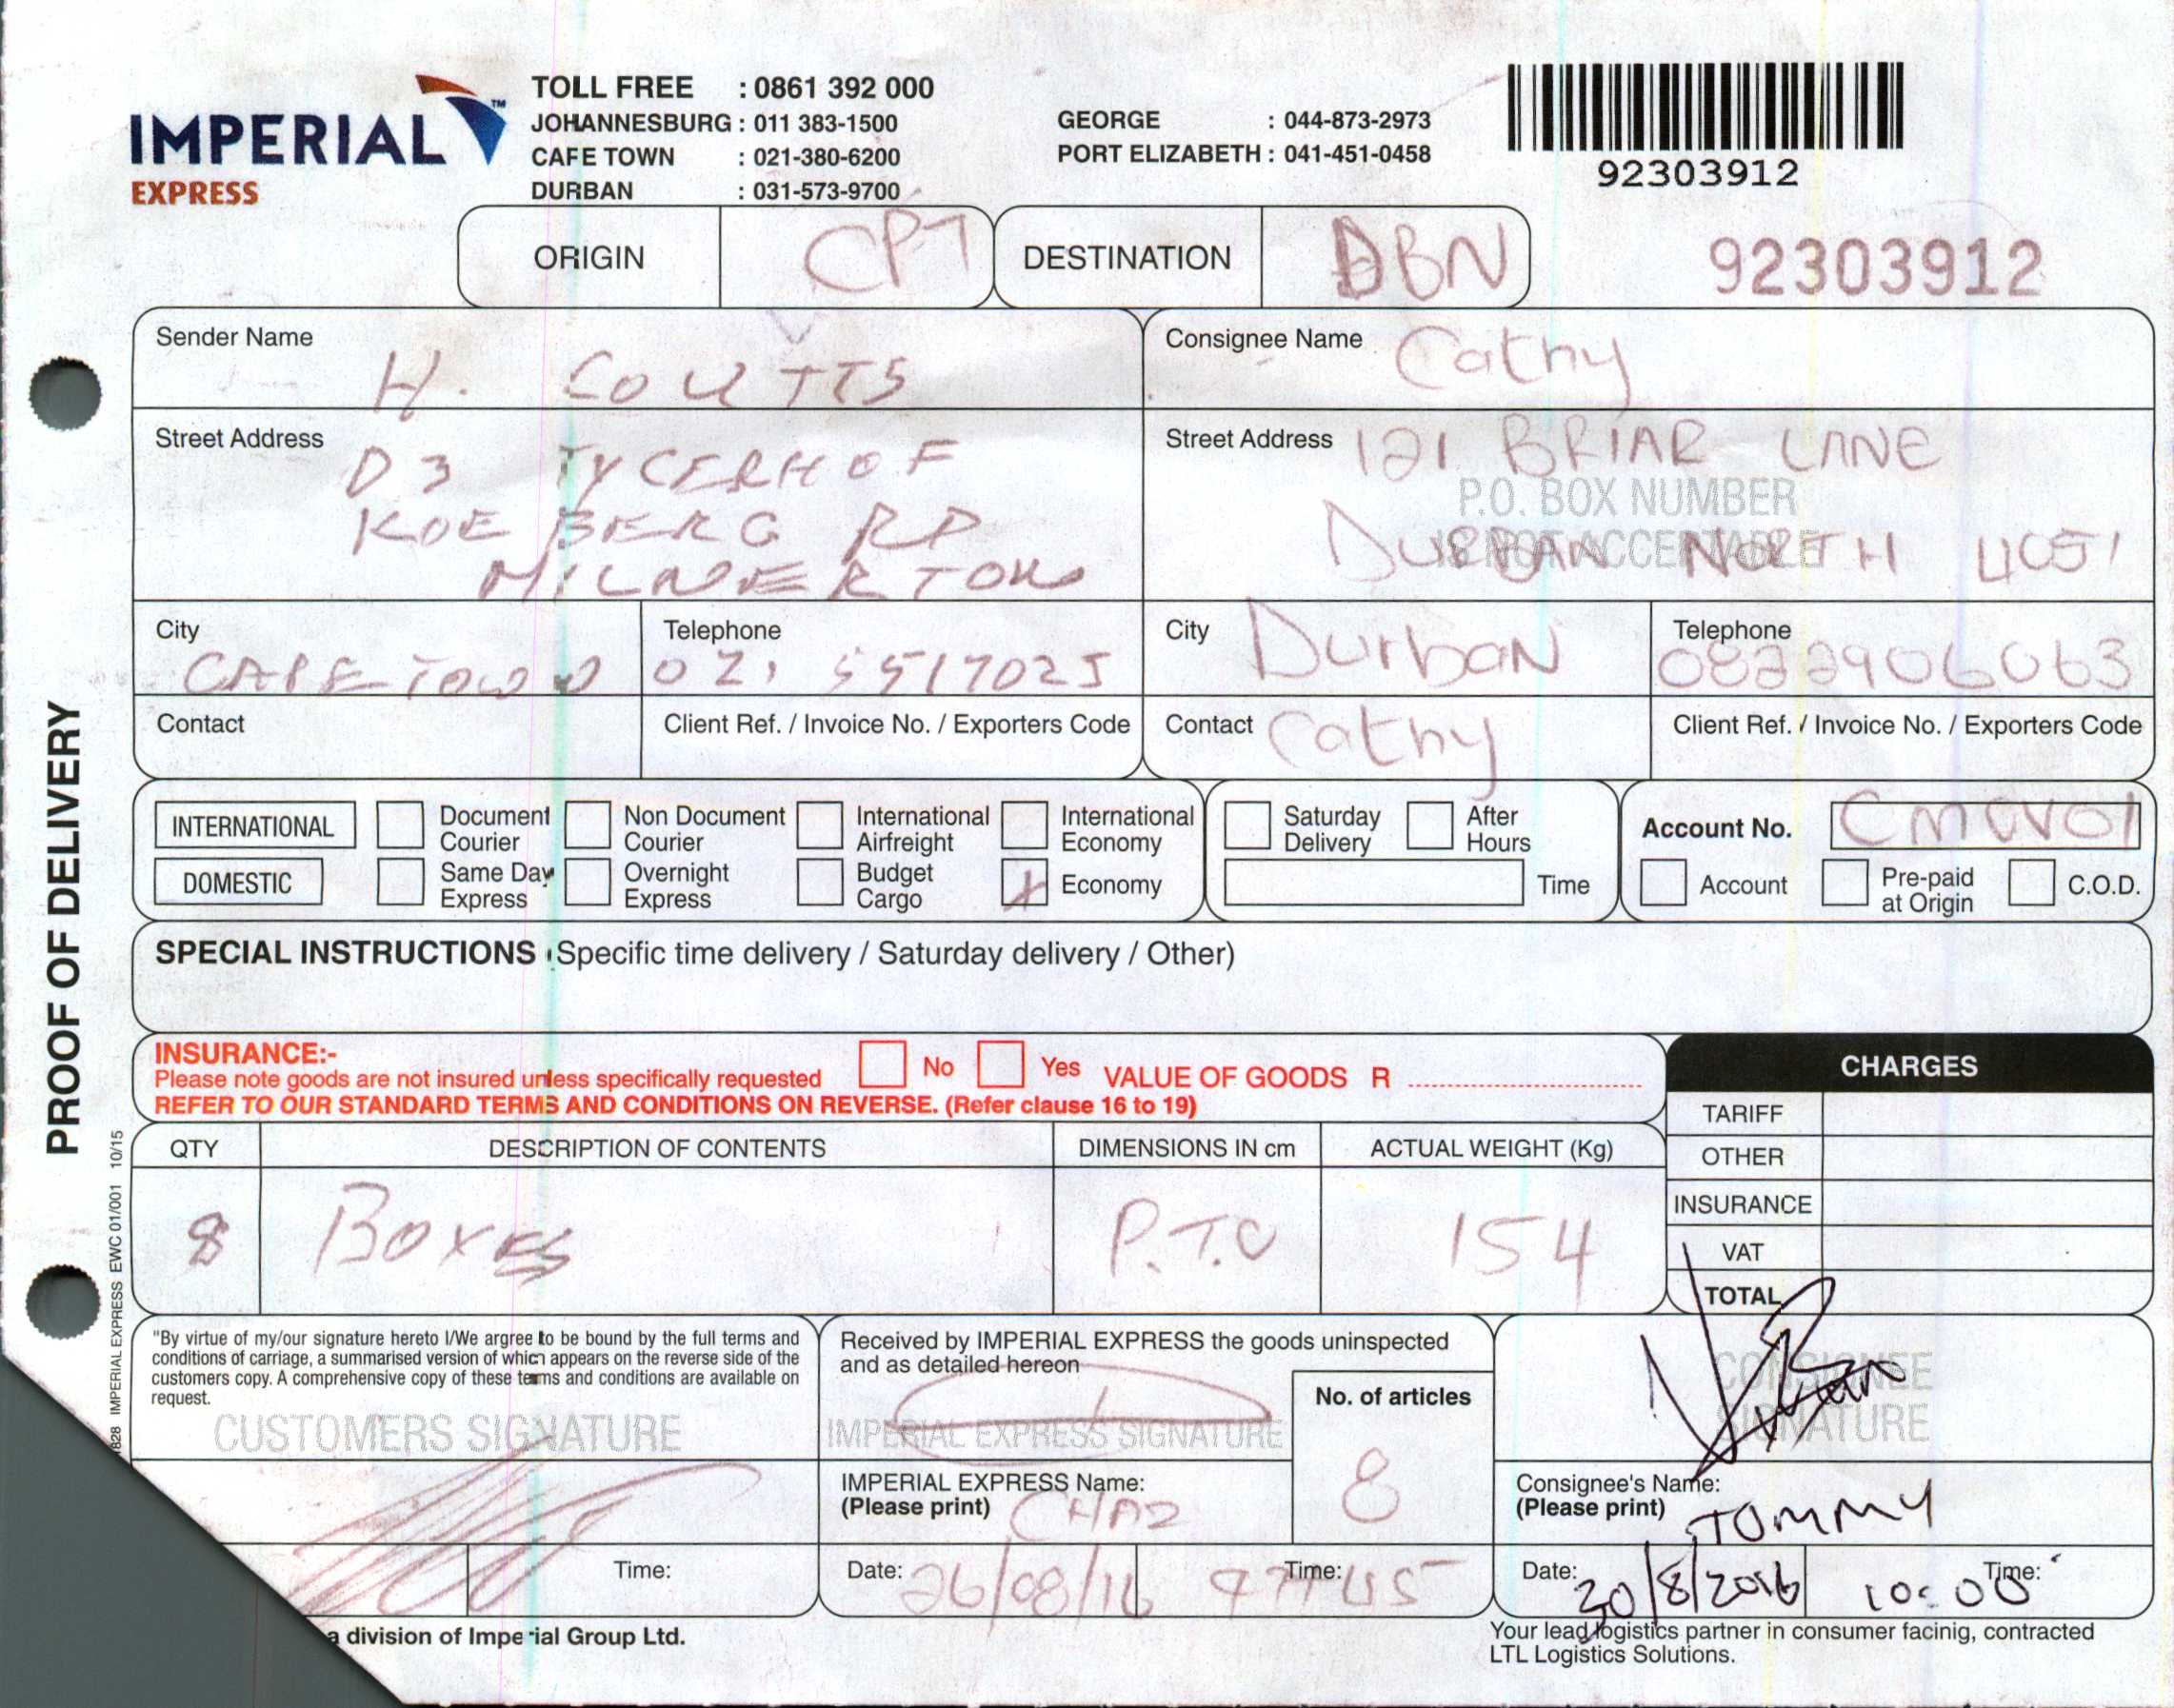 IMPERIAL™
EXPRESS
TOLL FREE : 0861 392 000
JOHANNESBURG : 011 383-1500
CAFE TOWN : 021-380-6200
DURBAN : 031-573-9700
GEORGE : 044-873-2973
PORT ELIZABETH : 041-451-0458
92303912
ORIGIN CPT DESTINATION DBN 92303912
Sender Name H. COUTTS
Consignee Name Cathy
Street Address D3 TYGERHOF
KOEBERG RD
MILNERTON
Street Address 121 BRIAR LANE
P.O. BOX NUMBER
IS NOT ACCEPTABLE
DURBAN NORTH 4051
City CAPE TOWN Telephone 021 5517025
City Durban Telephone 0822906063
Contact Client Ref. / Invoice No. / Exporters Code
Contact Cathy Client Ref. / Invoice No. / Exporters Code
INTERNATIONAL Document Courier Non Document Courier International Airfreight International Economy
DOMESTIC Same Day Express Overnight Express Budget Cargo X Economy
Saturday Delivery After Hours
Time
Account No.
Account Pre-paid at Origin C.O.D.
SPECIAL INSTRUCTIONS (Specific time delivery / Saturday delivery / Other)
INSURANCE:-
Please note goods are not insured unless specifically requested No Yes VALUE OF GOODS R
REFER TO OUR STANDARD TERMS AND CONDITIONS ON REVERSE. (Refer clause 16 to 19)
CHARGES
TARIFF
OTHER
INSURANCE
VAT
TOTAL
QTY DESCRIPTION OF CONTENTS DIMENSIONS IN cm ACTUAL WEIGHT (Kg)
8 BOXES P.T.O 154
"By virtue of my/our signature hereto I/We argree to be bound by the full terms and
conditions of carriage, a summarised version of which appears on the reverse side of the
customers copy. A comprehensive copy of these terms and conditions are available on
request.
CUSTOMERS SIGNATURE
Time:
Received by IMPERIAL EXPRESS the goods uninspected
and as detailed hereon
IMPERIAL EXPRESS SIGNATURE
No. of articles
8
IMPERIAL EXPRESS Name:
(Please print) CHAZ
Date: 26/08/16 Time:
CONSIGNEE
SIGNATURE
Consignee's Name:
(Please print) TOMMY
Date: 30/8/2016 Time: 10:00
a division of Imperial Group Ltd.
Your lead logistics partner in consumer facinig, contracted
LTL Logistics Solutions.
PROOF OF DELIVERY
828 IMPERIAL EXPRESS EWC 01/001 10/15